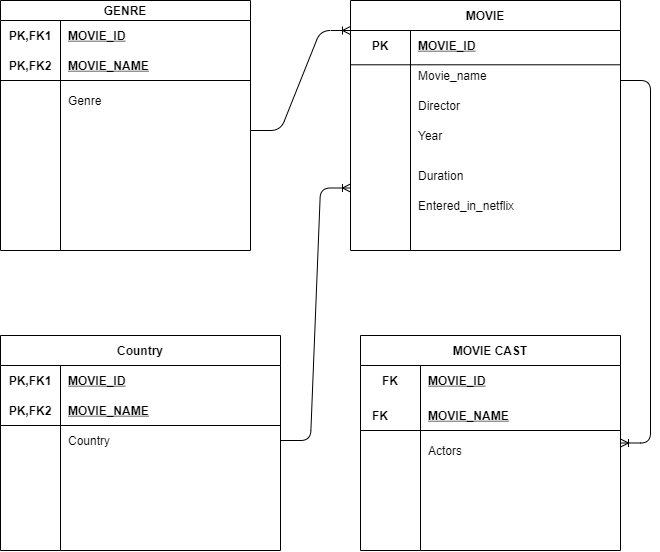 GENRE
PK,FK1 MOVIE_ID
PK,FK2 MOVIE_NAME
Genre
MOVIE
PK MOVIE_ID
Movie_name
Director
Year
Duration
Entered_in_netflix
Country
PK,FK1 MOVIE_ID
PK,FK2 MOVIE_NAME
Country
MOVIE CAST
FK MOVIE_ID
FK MOVIE_NAME
Actors